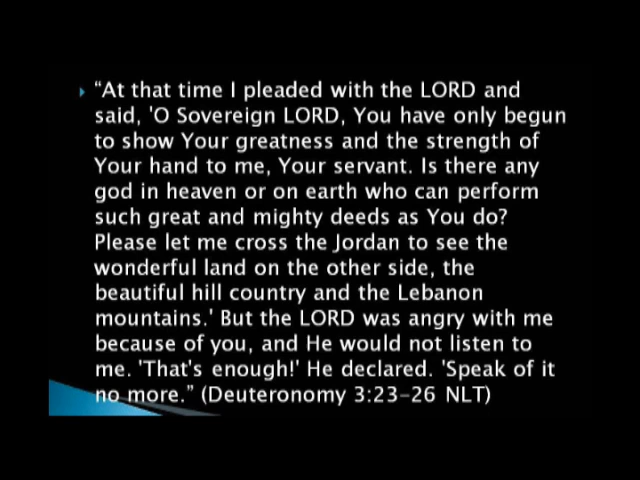 “At that time I pleaded with the LORD and
said, 'O Sovereign LORD, You have only begun
to show Your greatness and the strength of
Your hand to me, Your servant. Is there any
god in heaven or on earth who can perform
such great and mighty deeds as You do?
Please let me cross the Jordan to see the
wonderful land on the other side, the
beautiful hill country and the Lebanon
mountains.' But the LORD was angry with me
because of you, and He would not listen to
me. 'That's enough!' He declared. 'Speak of it
no more.” (Deuteronomy 3:23-26 NLT)